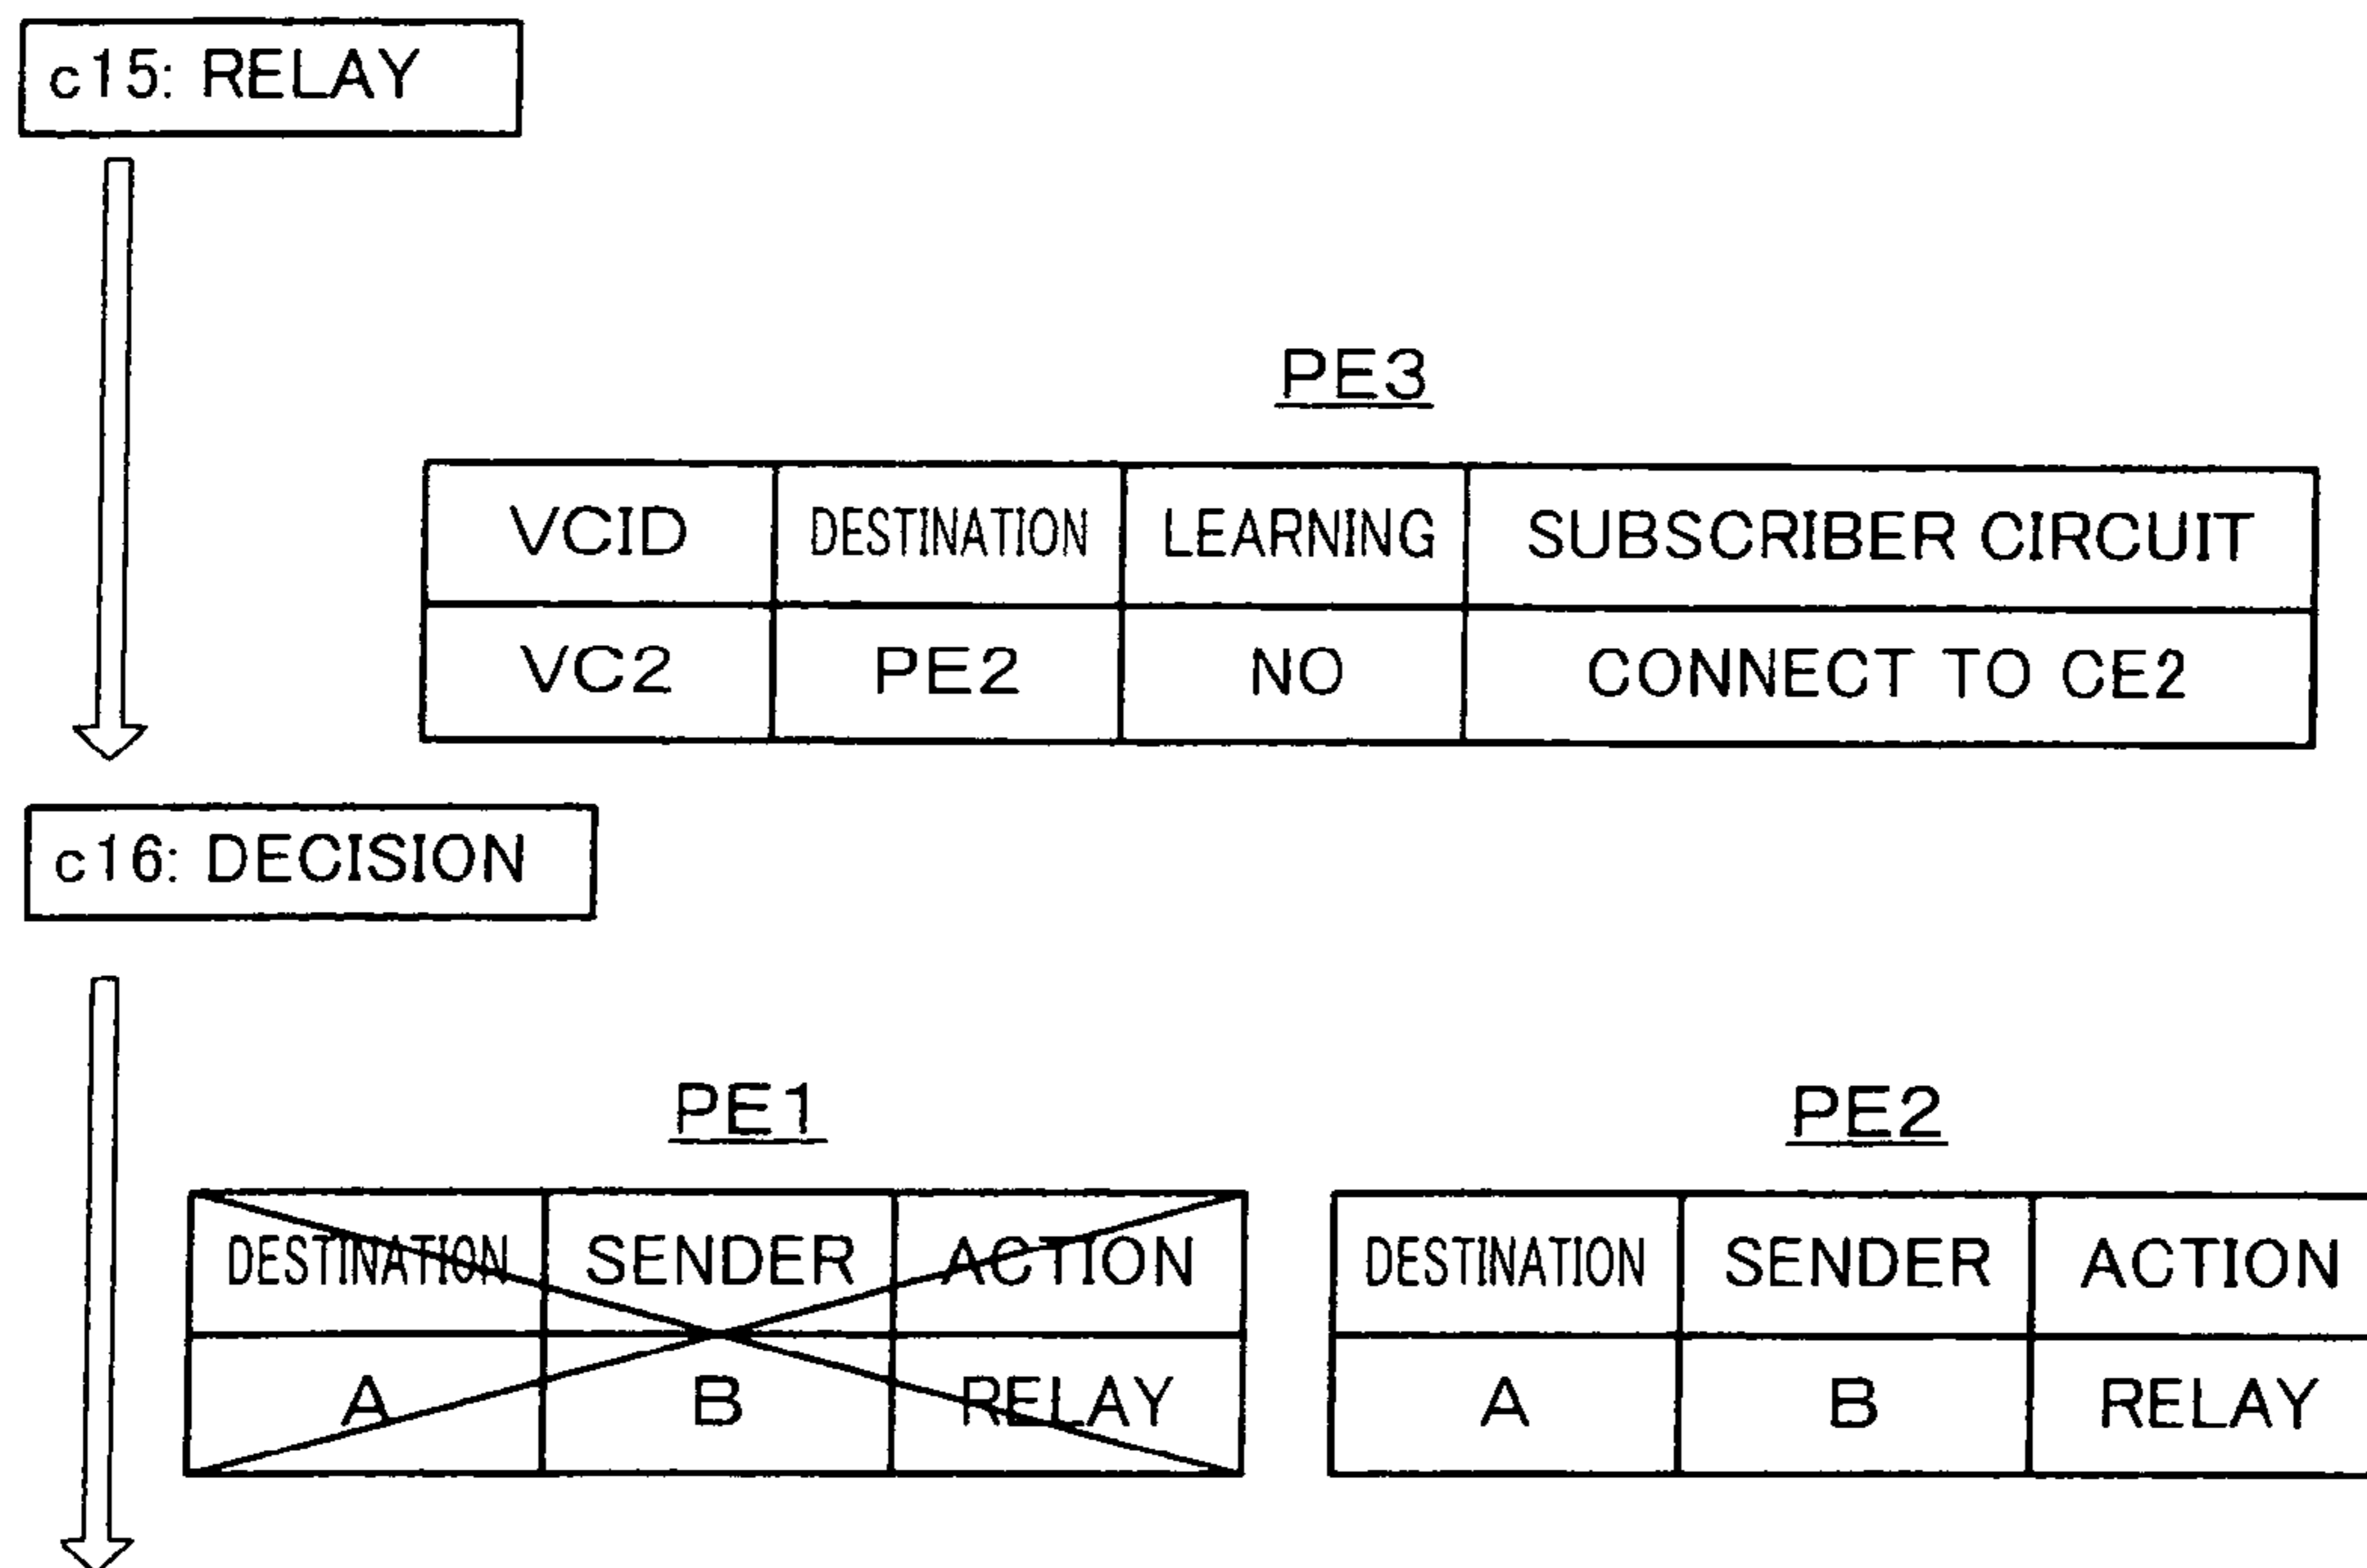 c15: RELAY
PE3
VCID DESTINATION LEARNING SUBSCRIBER CIRCUIT
VC2 PE2 NO CONNECT TO CE2
c16: DECISION
PE1 PE2
DESTINATION SENDER ACTION DESTINATION SENDER ACTION
A B RELAY A B RELAY